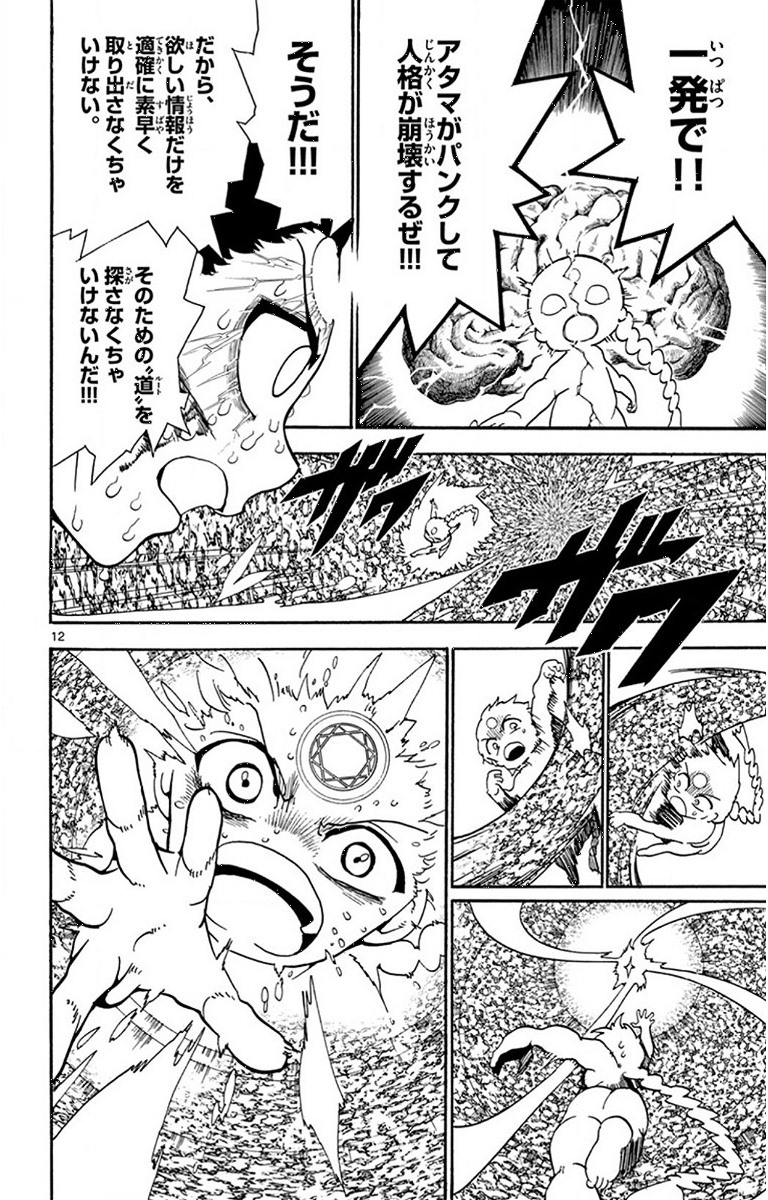 一発で!!
アタマがパンクして
人格が崩壊するぜ!!!
そうだ!!!
だから、
欲しい情報だけを
適確に素早く
取り出さなくちゃ
いけない。
そのための〝道〟を
探さなくちゃ
いけないんだ!!!
ザッ
ザッ
12